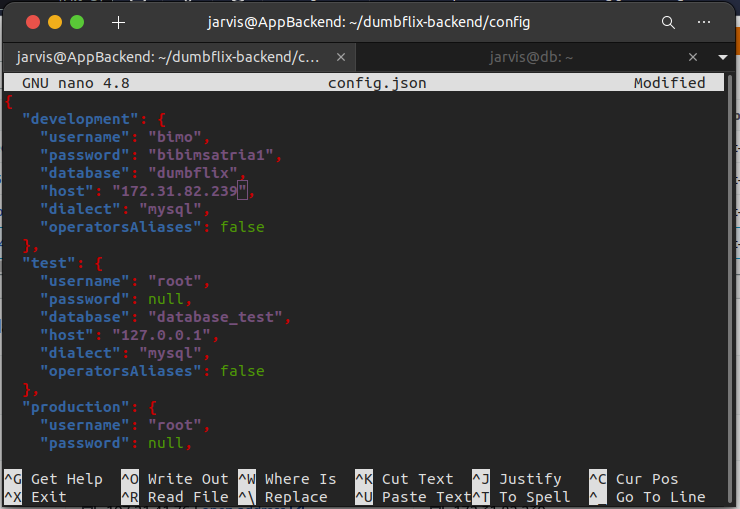 jarvis@AppBackend: ~/dumbflix-backend/config
jarvis@AppBackend: ~/dumbflix-backend/c...
jarvis@db: ~
GNU nano 4.8 config.json Modified
{
"development": {
"username": "bimo",
"password": "bibimsatria1",
"database": "dumbflix",
"host": "172.31.82.239",
"dialect": "mysql",
"operatorsAliases": false
},
"test": {
"username": "root",
"password": null,
"database": "database_test",
"host": "127.0.0.1",
"dialect": "mysql",
"operatorsAliases": false
},
"production": {
"username": "root",
"password": null,
^G Get Help ^O Write Out ^W Where Is ^K Cut Text ^J Justify ^C Cur Pos
^X Exit ^R Read File ^\ Replace ^U Paste Text ^T To Spell ^_ Go To Line